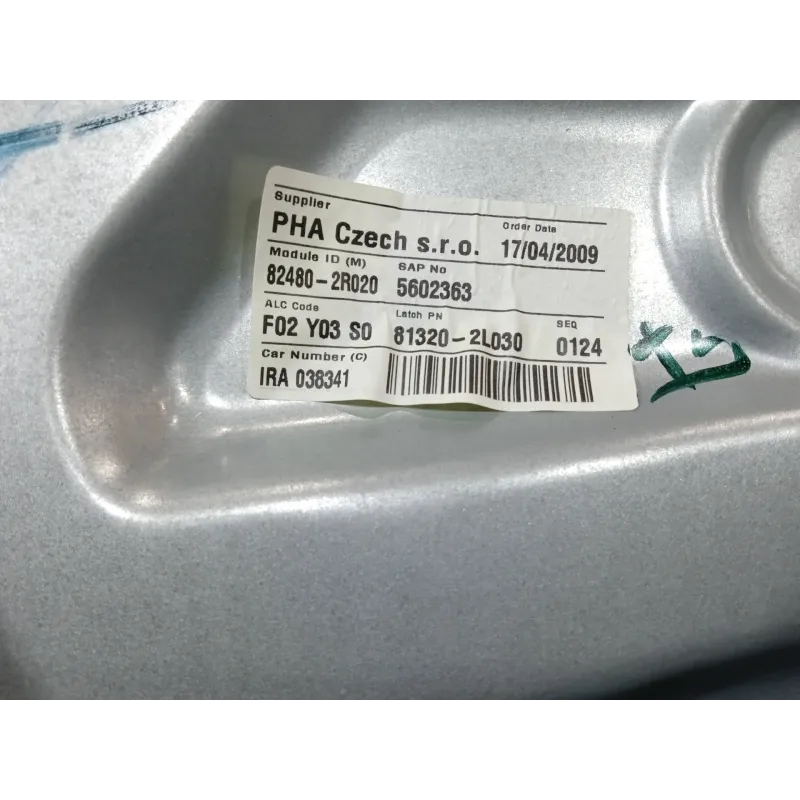 Supplier
Order Date
PHA Czech s.r.o. 17/04/2009
Module ID (M) SAP No
82480-2R020 5602363
ALC Code Latch PN SEQ
F02 Y03 S0 81320-2L030 0124
Car Number (C)
IRA 038341